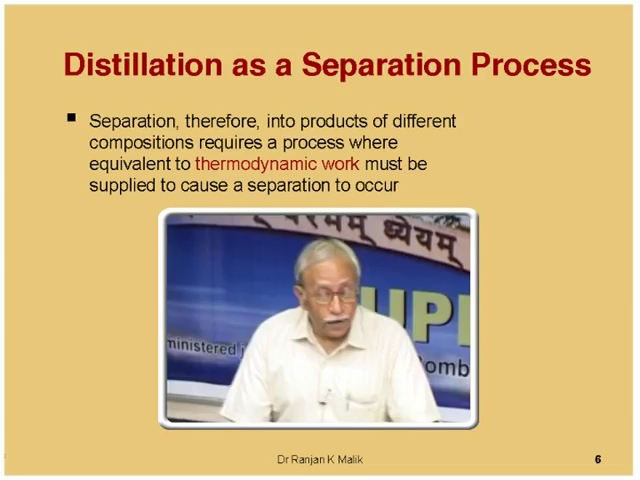 Distillation as a Separation Process
Separation, therefore, into products of different
compositions requires a process where
equivalent to thermodynamic work must be
supplied to cause a separation to occur
परमम् ध्येयम्
UPI
ministered i
omb
Dr Ranjan K Malik
6